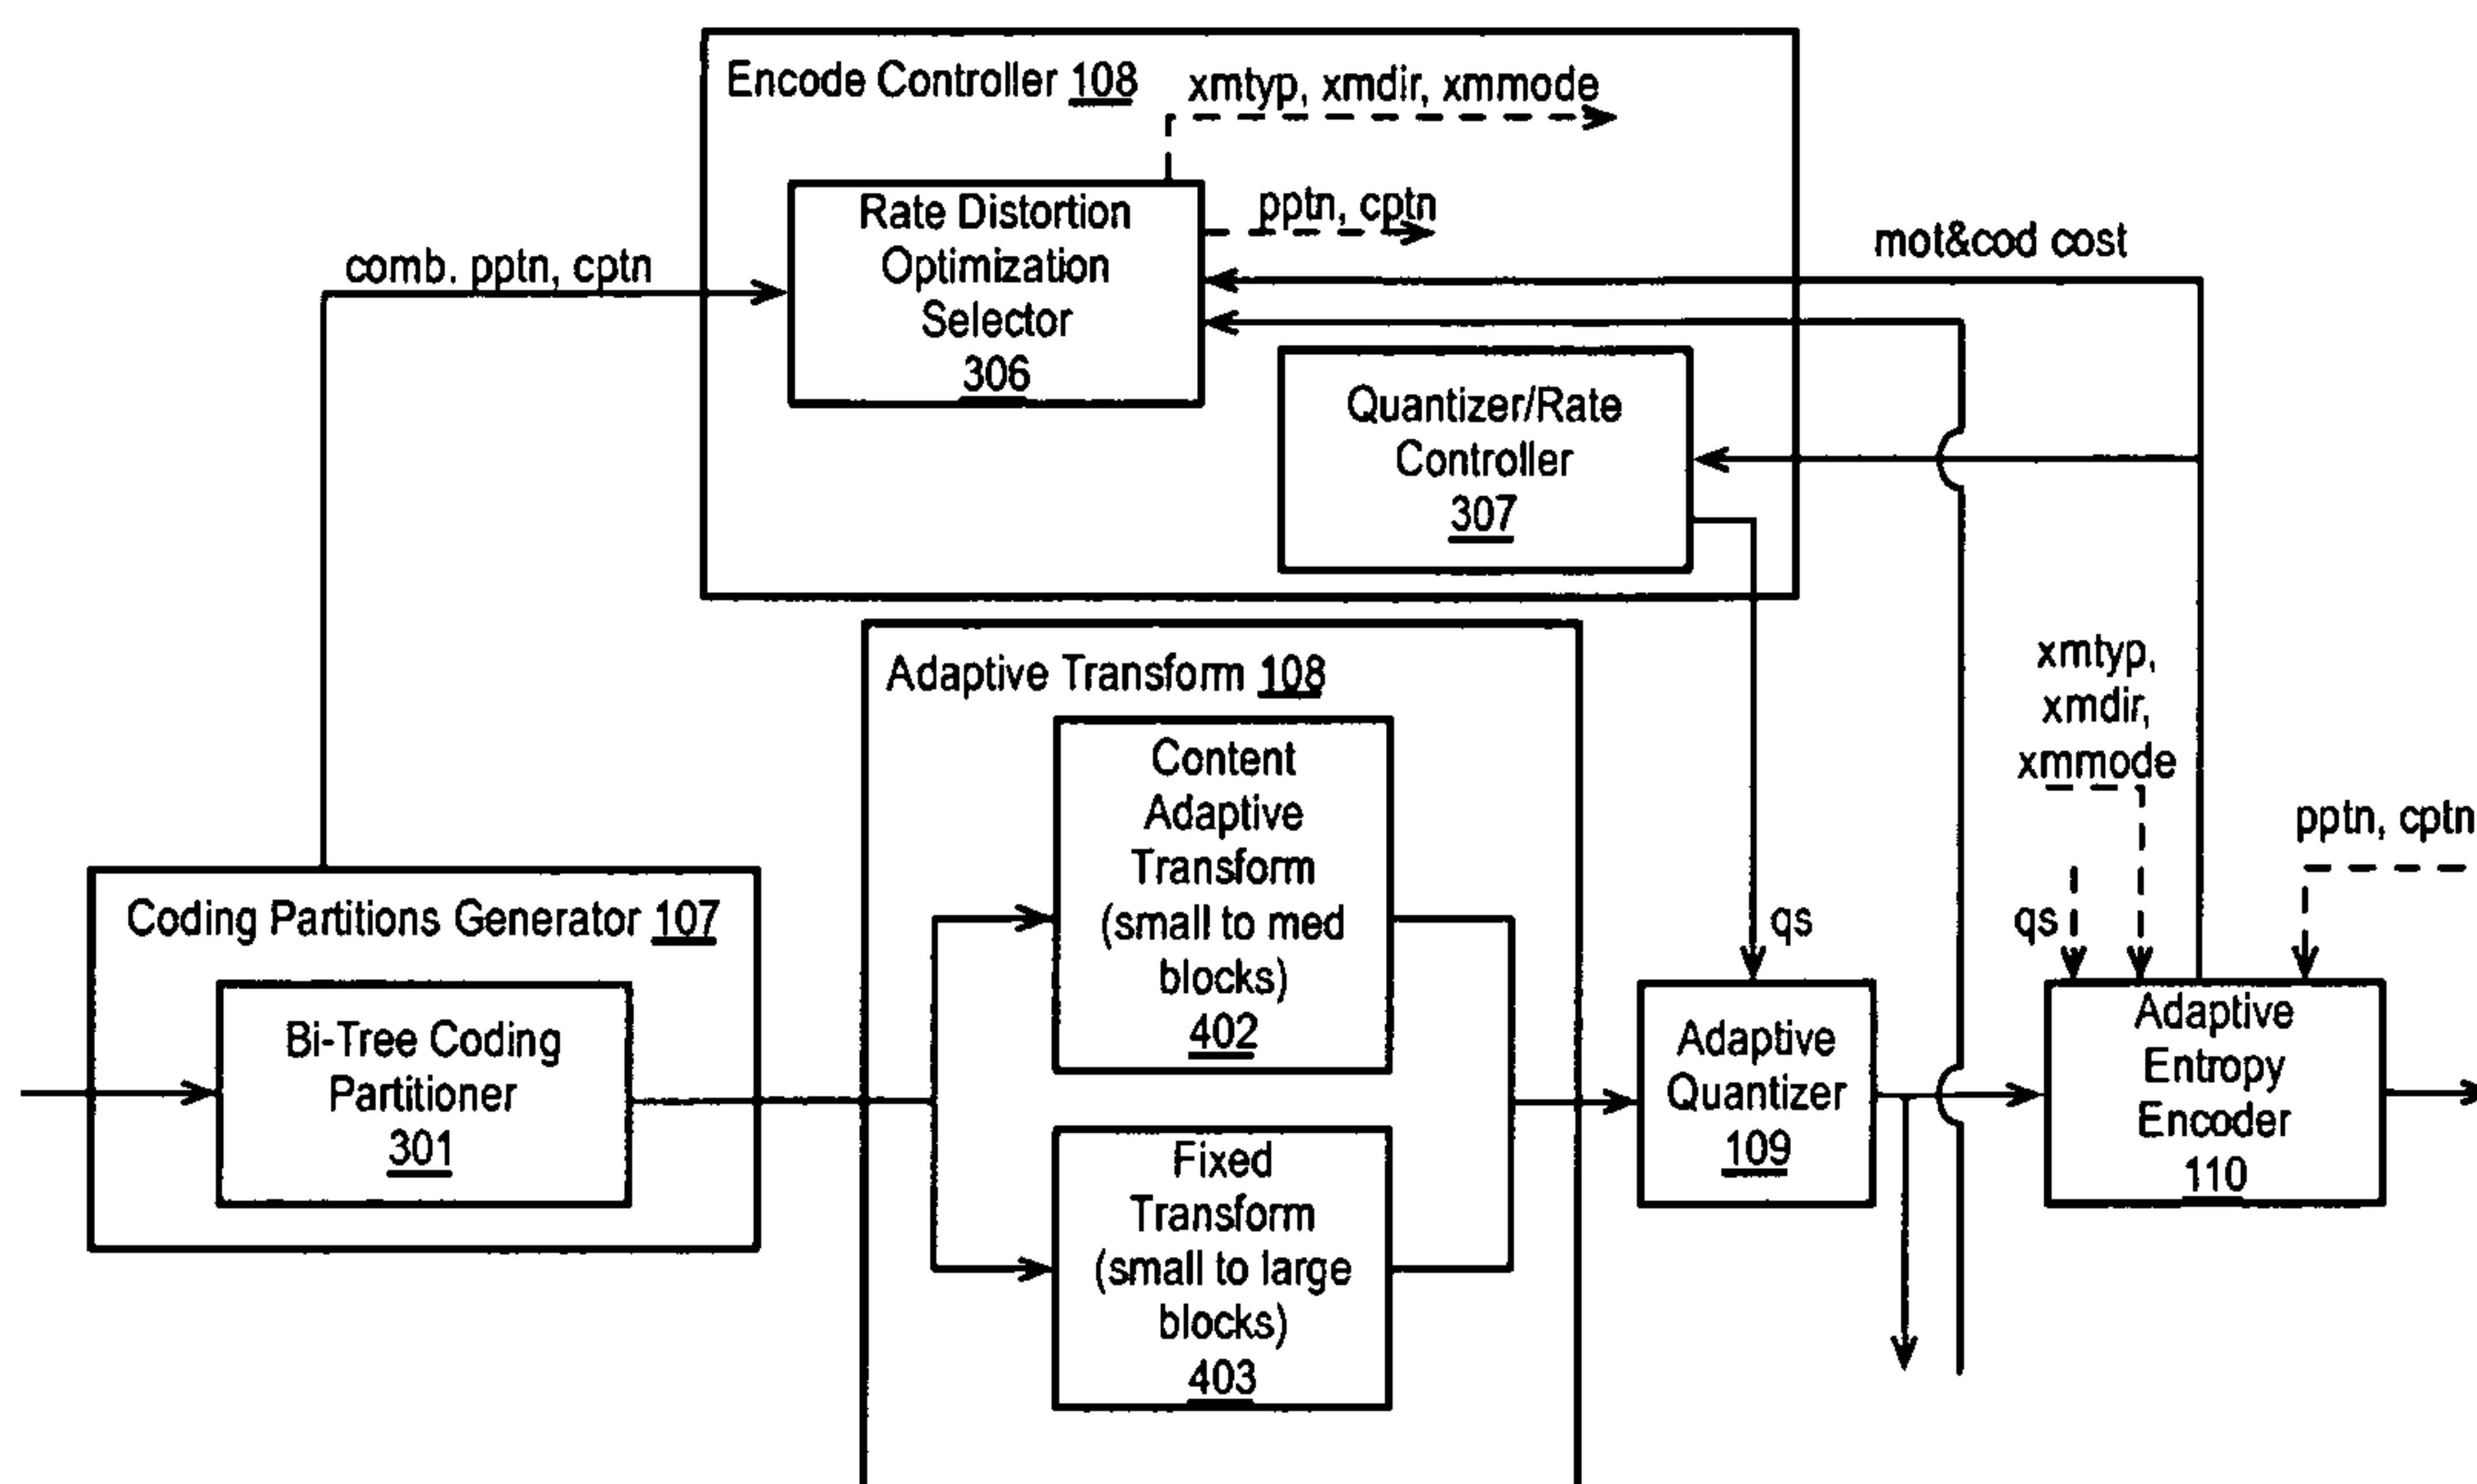 Encode Controller 108
xmtyp, xmdir, xmmode
Rate Distortion
Optimization
Selector
306
pptn, cptn
comb. pptn, cptn
mot&cod cost
Quantizer/Rate
Controller
307
Adaptive Transform 108
Content
Adaptive
Transform
(small to med
blocks)
402
Fixed
Transform
(small to large
blocks)
403
Coding Partitions Generator 107
Bi-Tree Coding
Partitioner
301
qs
Adaptive
Quantizer
109
xmtyp,
xmdir,
xmmode
pptn, cptn
qs
Adaptive
Entropy
Encoder
110